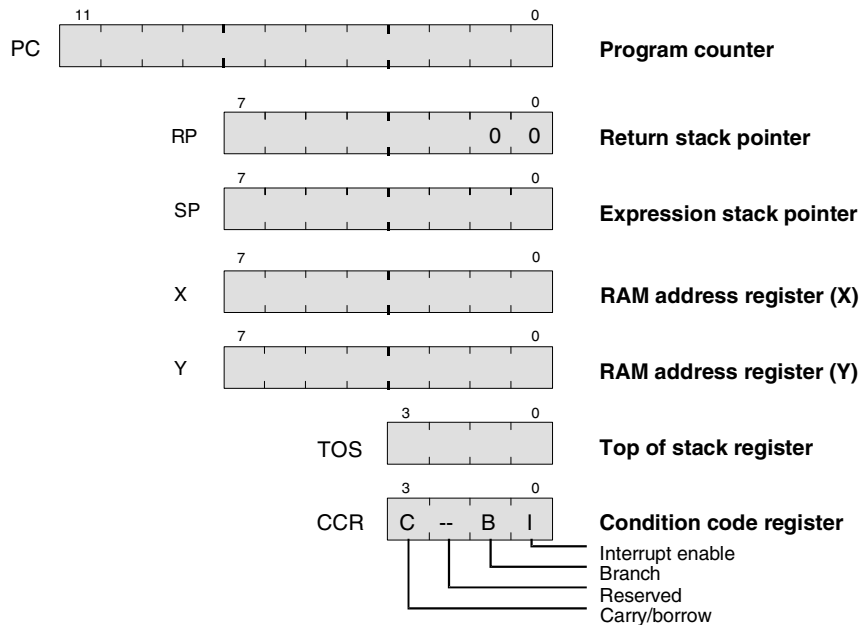 11 0
PC Program counter
7 0
RP 0 0 Return stack pointer
7 0
SP Expression stack pointer
7 0
X RAM address register (X)
7 0
Y RAM address register (Y)
3 0
TOS Top of stack register
3 0
CCR C -- B I Condition code register
Interrupt enable
Branch
Reserved
Carry/borrow